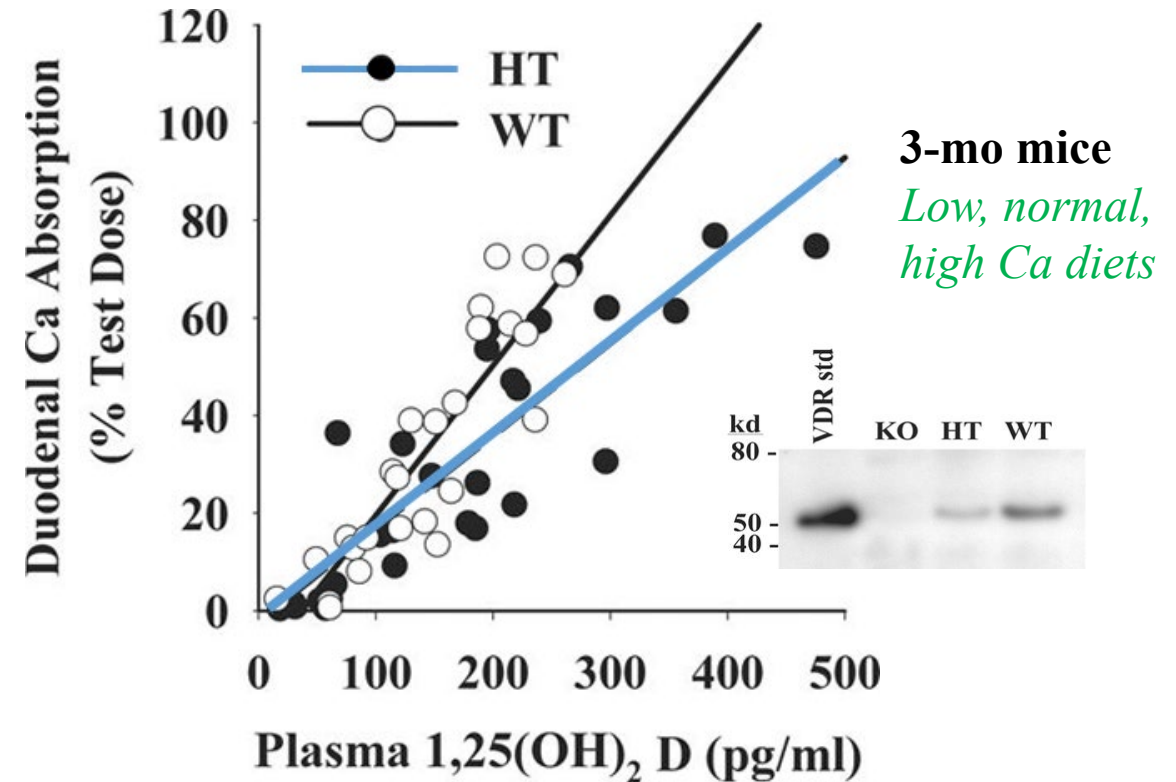 Duodenal Ca Absorption
(% Test Dose)
120
100
80
60
40
20
0
HT
WT
0 100 200 300 400 500
Plasma 1,25(OH)₂ D (pg/ml)
3-mo mice
Low, normal,
high Ca diets
VDR std
kd KO HT WT
80 -
50 -
40 -